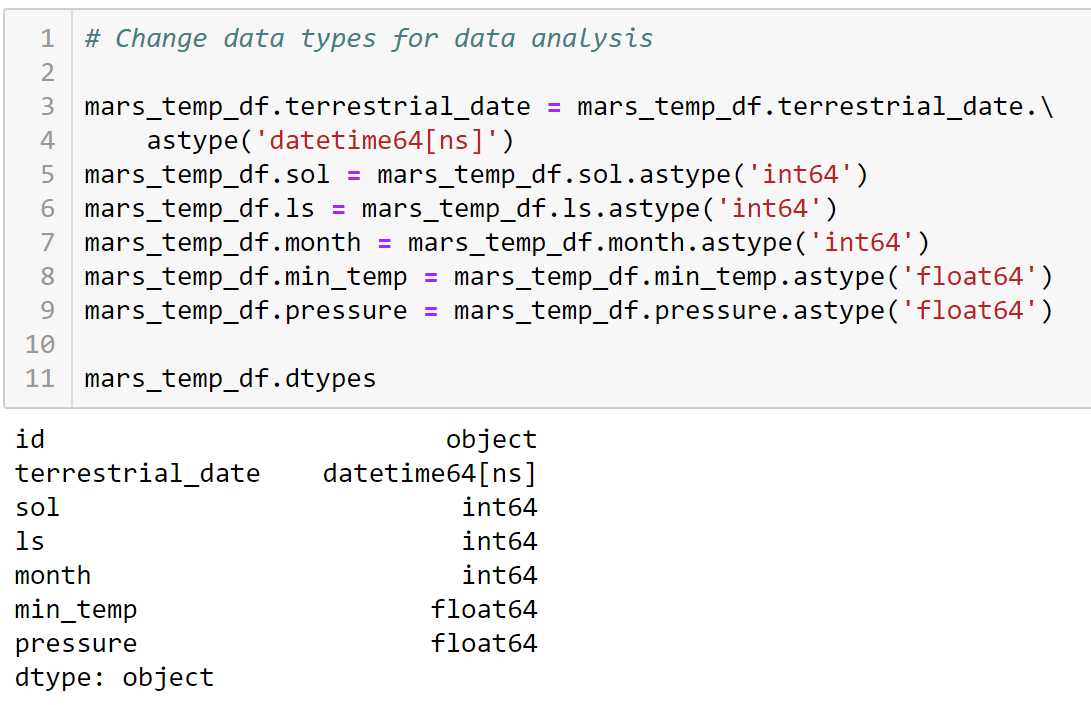 1 # Change data types for data analysis
2
3 mars_temp_df.terrestrial_date = mars_temp_df.terrestrial_date.\
4     astype('datetime64[ns]')
5 mars_temp_df.sol = mars_temp_df.sol.astype('int64')
6 mars_temp_df.ls = mars_temp_df.ls.astype('int64')
7 mars_temp_df.month = mars_temp_df.month.astype('int64')
8 mars_temp_df.min_temp = mars_temp_df.min_temp.astype('float64')
9 mars_temp_df.pressure = mars_temp_df.pressure.astype('float64')
10
11 mars_temp_df.dtypes
id                          object
terrestrial_date    datetime64[ns]
sol                          int64
ls                           int64
month                        int64
min_temp                   float64
pressure                   float64
dtype: object